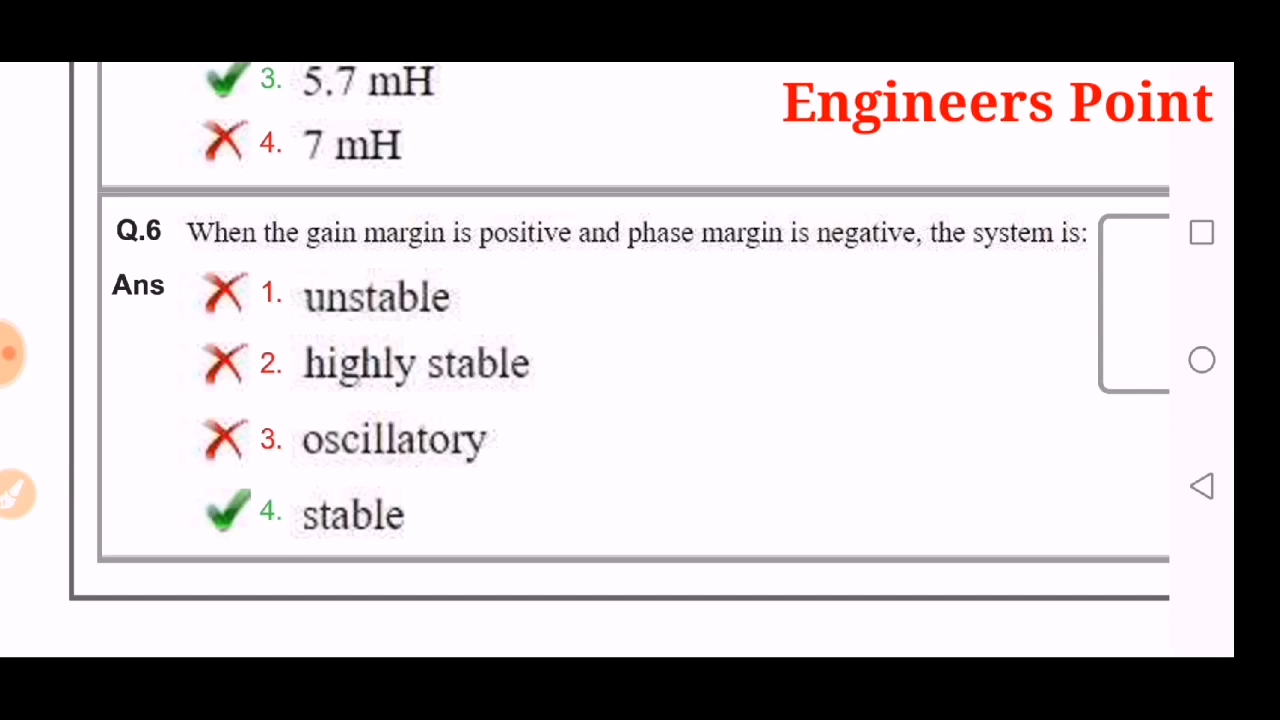 3. 5.7 mH
Engineers Point
4. 7 mH
Q.6 When the gain margin is positive and phase margin is negative, the system is:
Ans 1. unstable
2. highly stable
3. oscillatory
4. stable